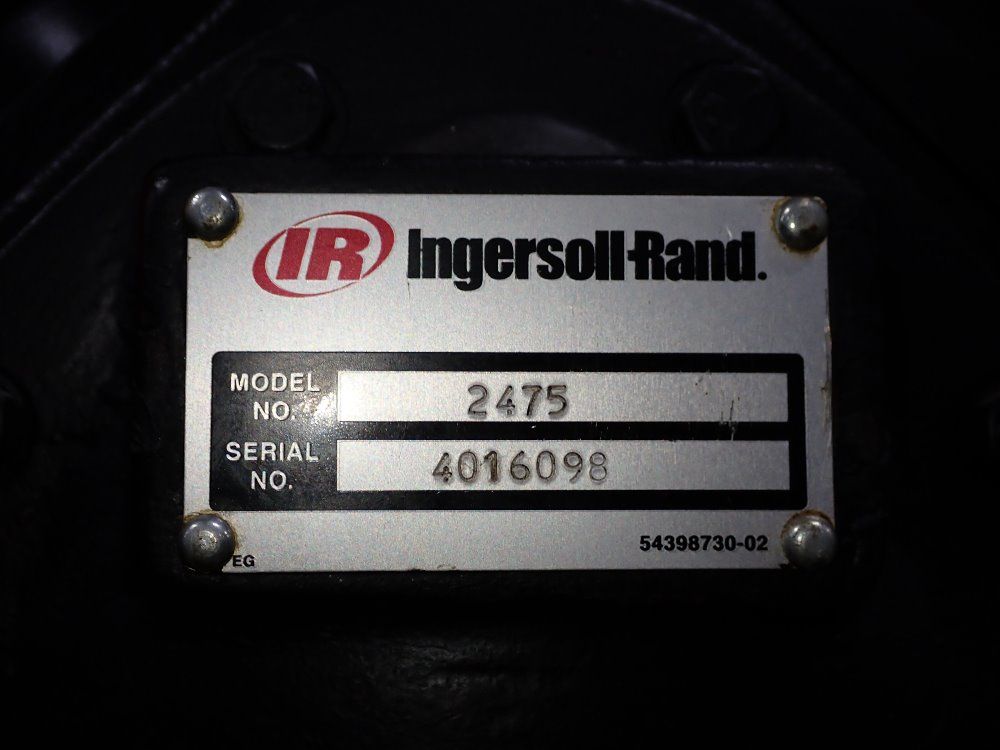 IR Ingersoll-Rand.
MODEL NO. 2475
SERIAL NO. 4016098
EG 54398730-02